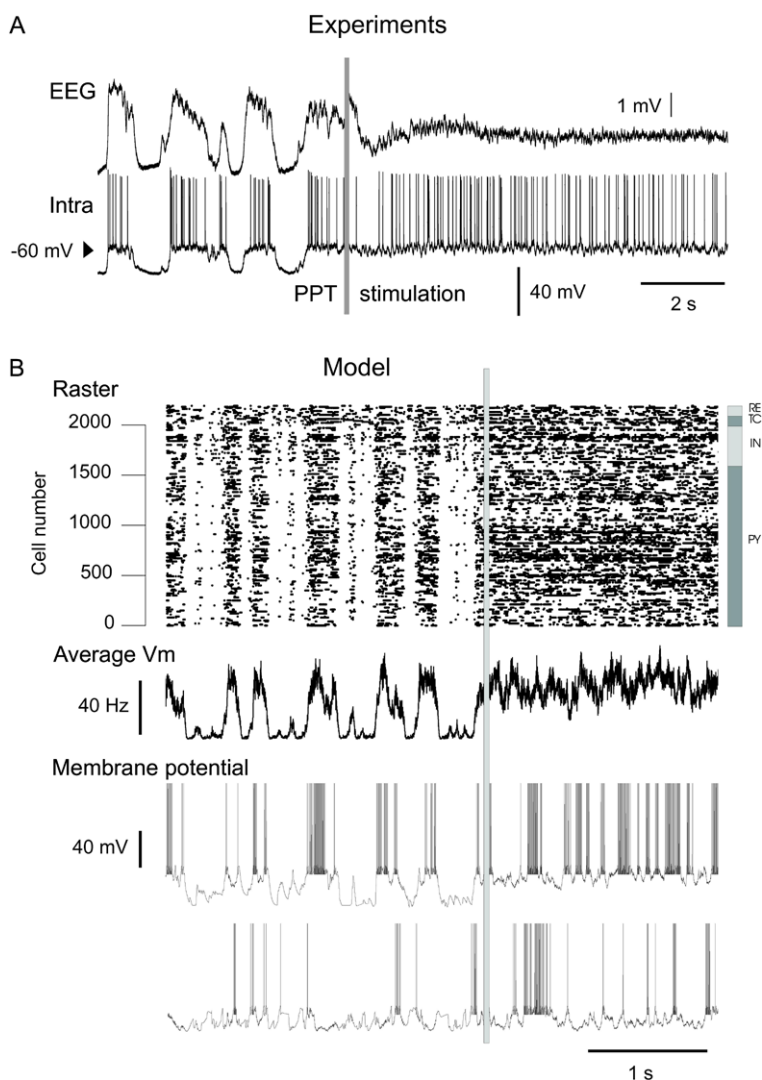 A
Experiments
EEG
1 mV
Intra
-60 mV
PPT stimulation
40 mV
2 s
B
Model
Raster
RE
TC
IN
PY
2000
1500
1000
500
0
Cell number
Average Vm
40 Hz
Membrane potential
40 mV
1 s